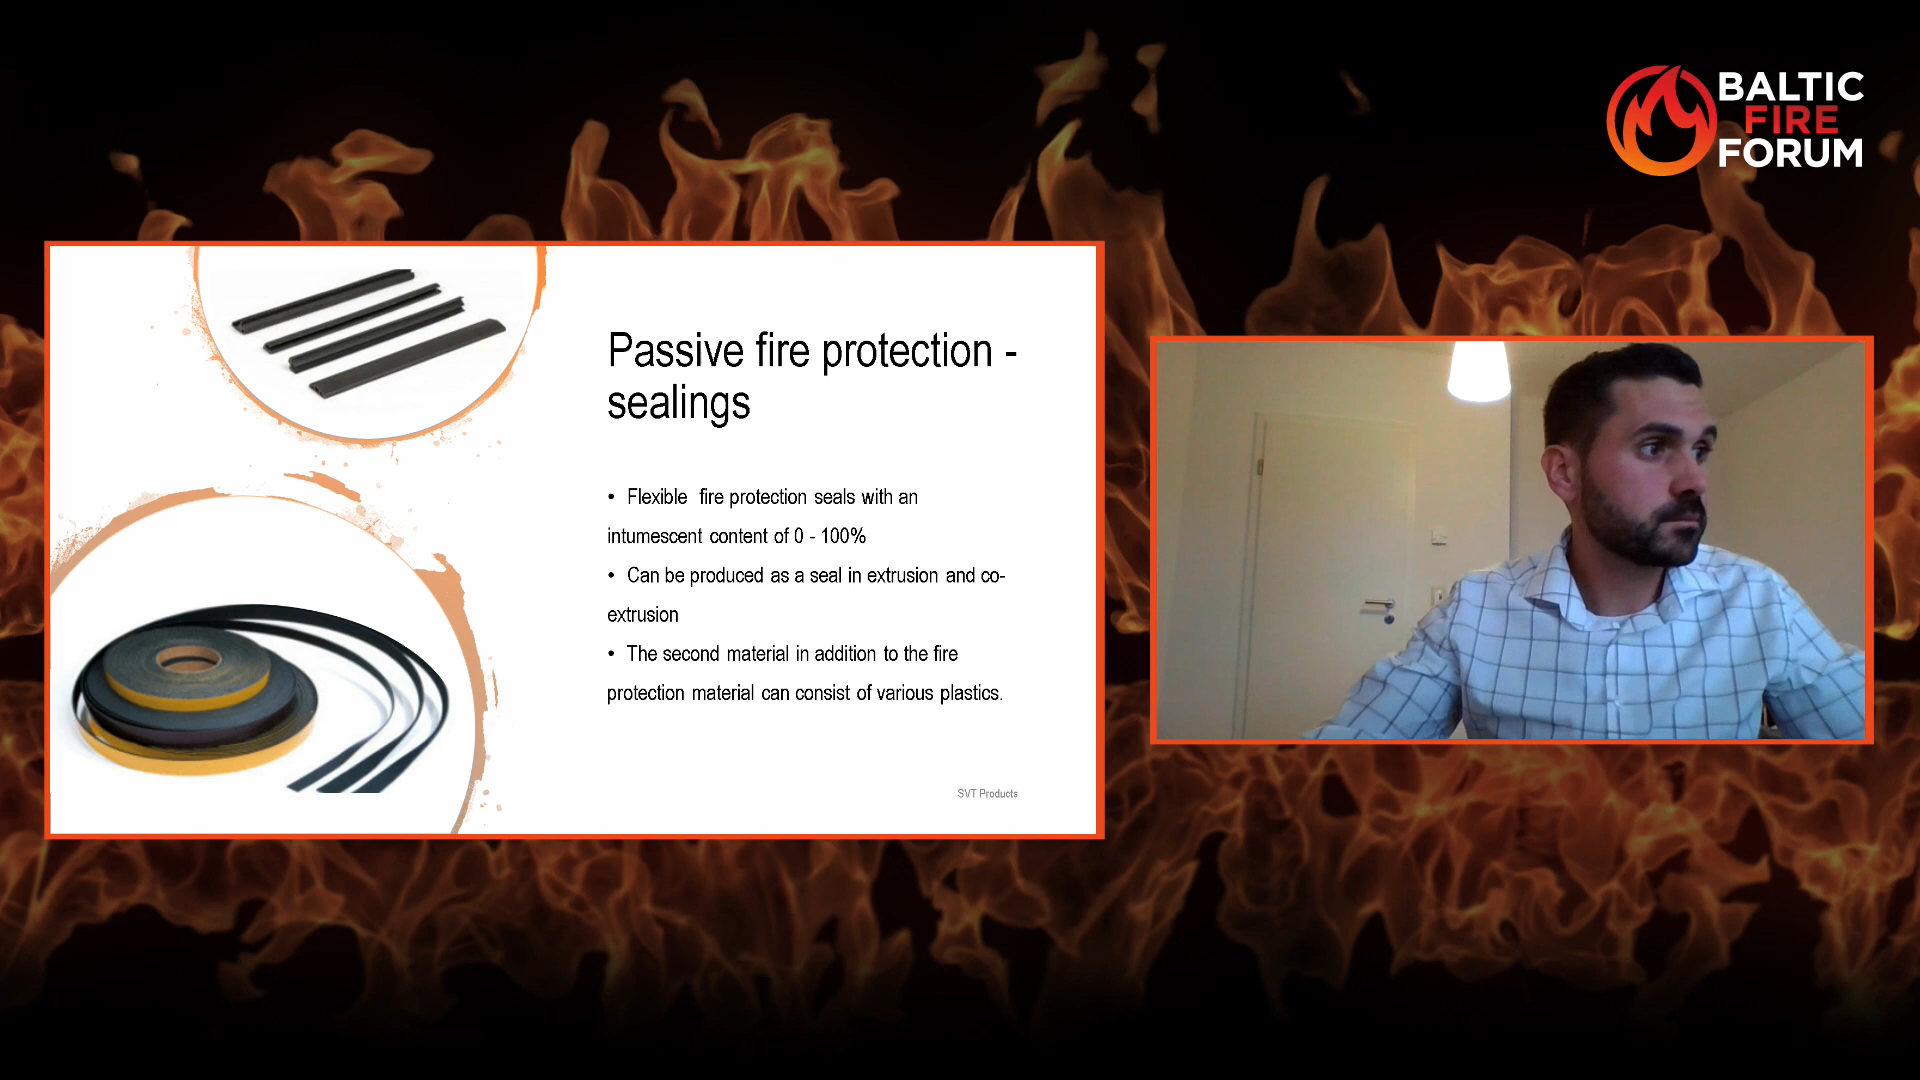 BALTIC
FIRE
FORUM
Passive fire protection -
sealings
• Flexible fire protection seals with an
intumescent content of 0 - 100%
• Can be produced as a seal in extrusion and co-
extrusion
• The second material in addition to the fire
protection material can consist of various plastics.
SVT Products